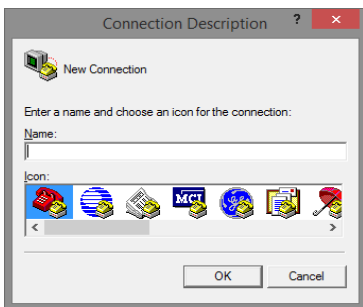 Connection Description
New Connection
Enter a name and choose an icon for the connection:
Name:
Icon:
MCI
OK
Cancel